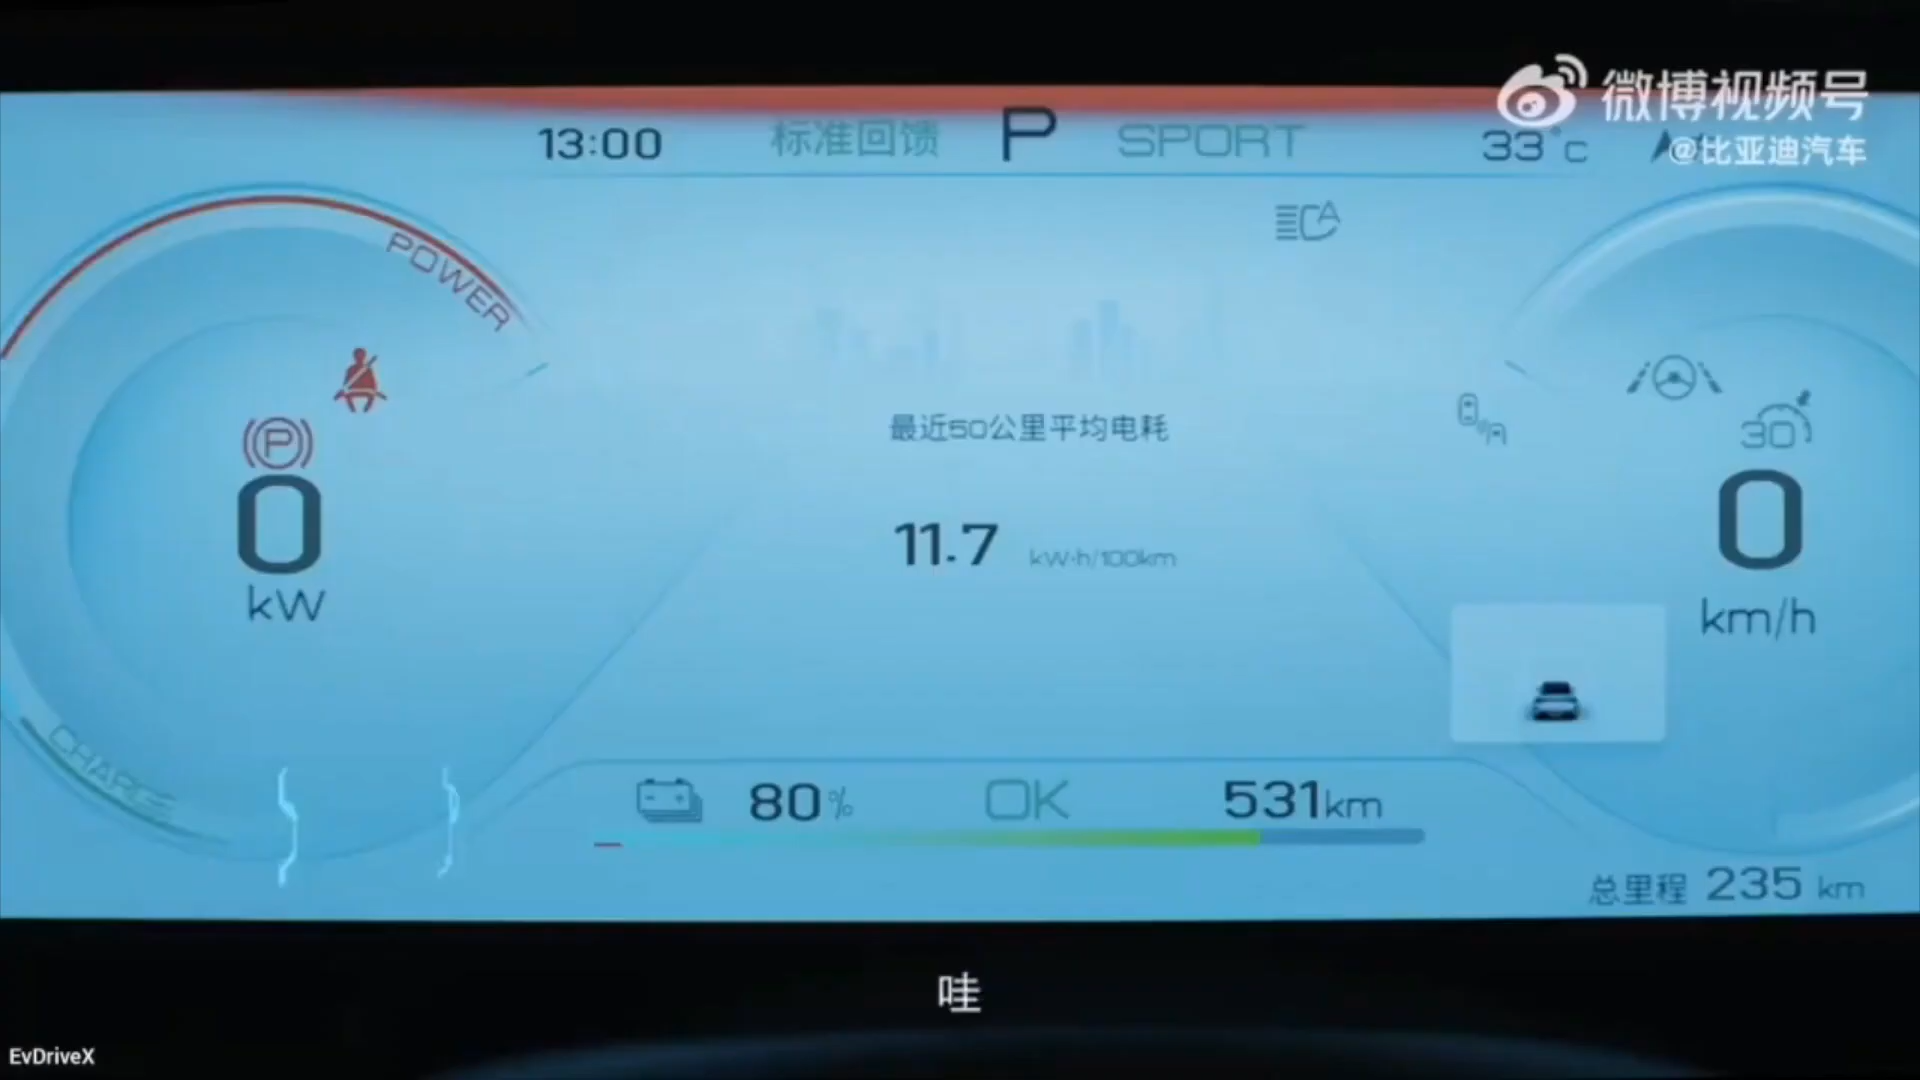 微博视频号
@比亚迪汽车
13:00 标准回馈 P SPORT 33°C
POWER
A
最近50公里平均电耗
P
30
0
11.7 kW·h/100km
0
kW
km/h
CHARGE
80% OK 531km
总里程 235 km
哇
EvDriveX